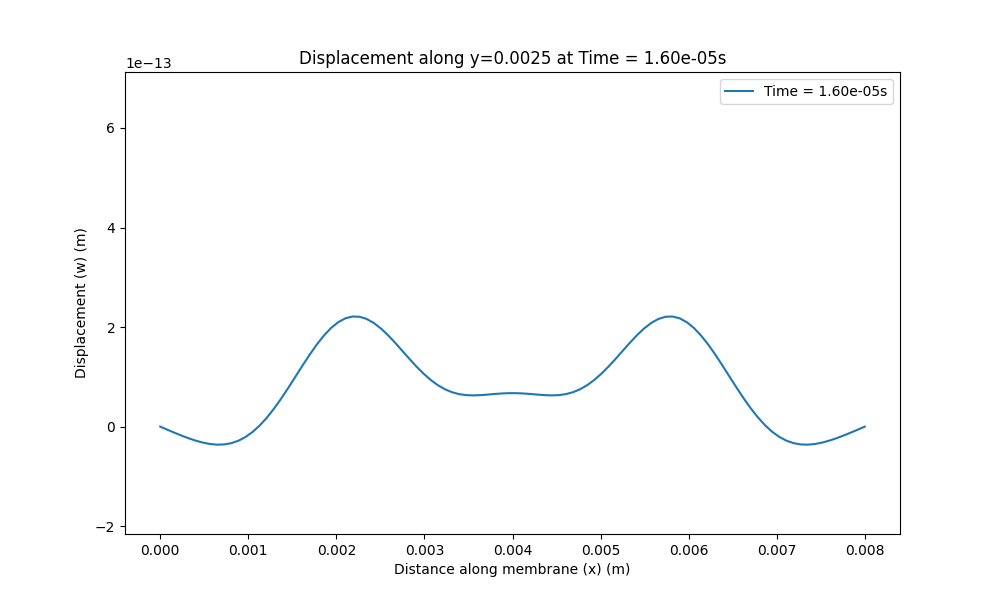 Displacement along y=0.0025 at Time = 1.60e-05s
1e−13
Time = 1.60e-05s
6
4
2
0
−2
Displacement (w) (m)
0.000 0.001 0.002 0.003 0.004 0.005 0.006 0.007 0.008
Distance along membrane (x) (m)